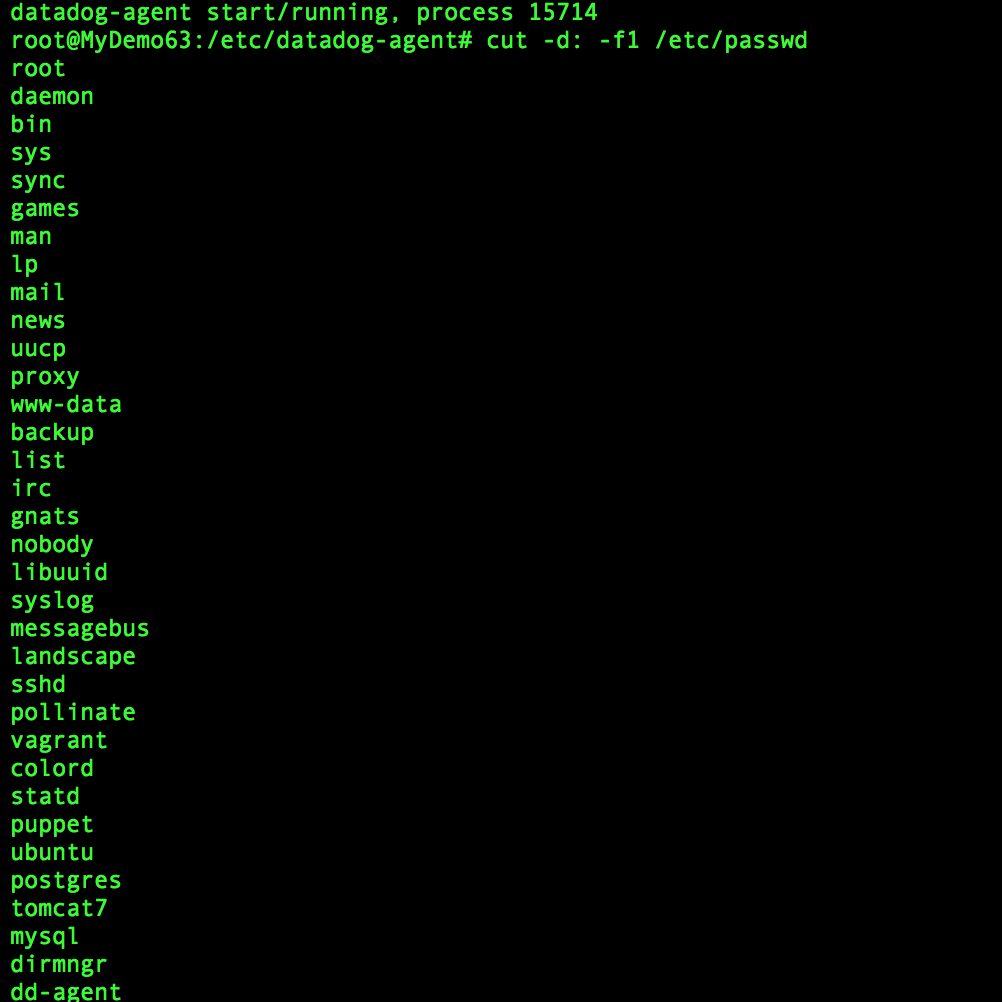 datadog-agent start/running, process 15714
root@MyDemo63:/etc/datadog-agent# cut -d: -f1 /etc/passwd
root
daemon
bin
sys
sync
games
man
lp
mail
news
uucp
proxy
www-data
backup
list
irc
gnats
nobody
libuuid
syslog
messagebus
landscape
sshd
pollinate
vagrant
colord
statd
puppet
ubuntu
postgres
tomcat7
mysql
dirmngr
dd-agent